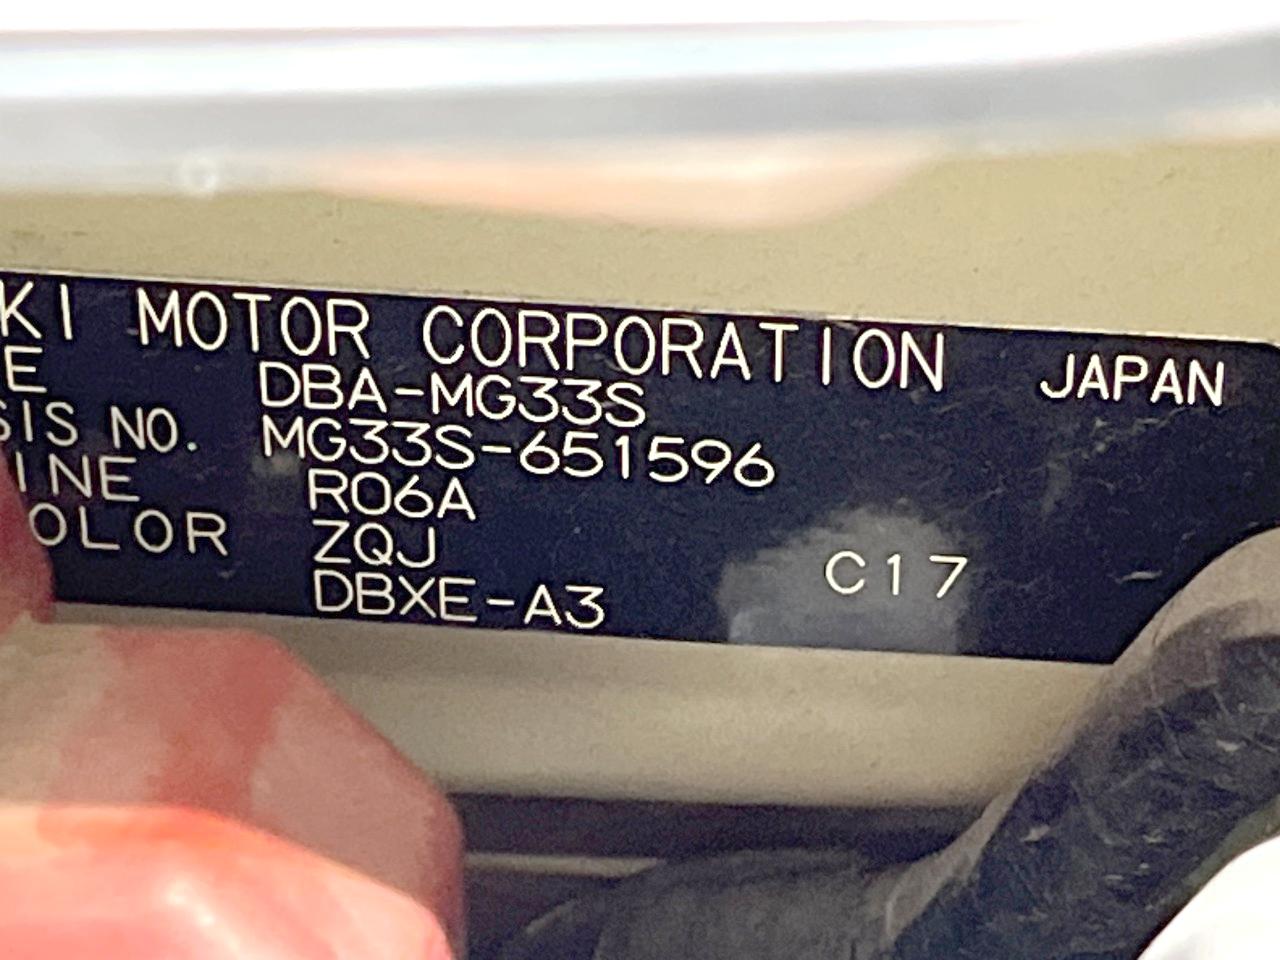 KI MOTOR CORPORATION JAPAN
E DBA-MG33S
SIS NO. MG33S-651596
INE R06A
OLOR ZQJ
DBXE-A3 C17